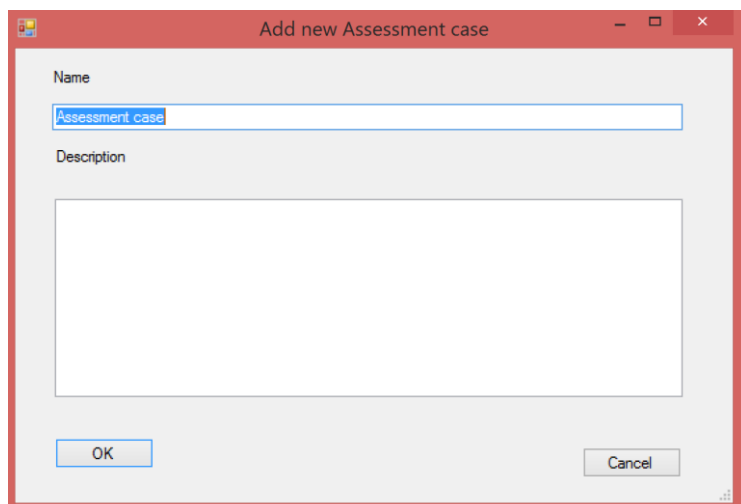 Add new Assessment case
Name
Assessment case
Description
OK
Cancel